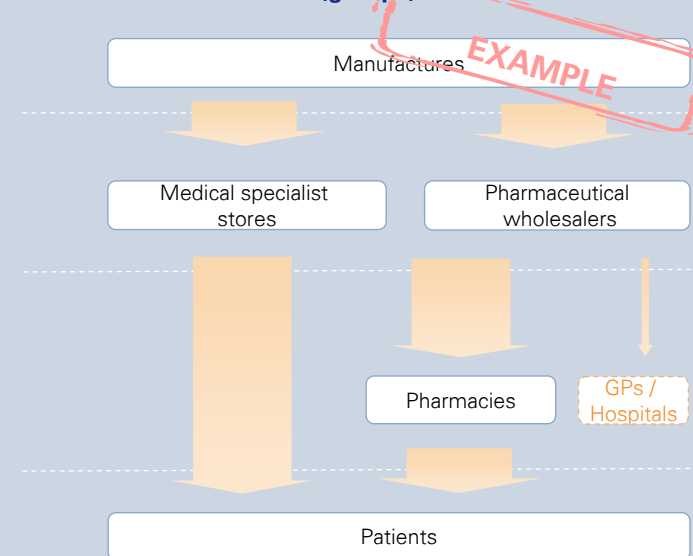 Manufactures
EXAMPLE
Medical specialist
stores
Pharmaceutical
wholesalers
Pharmacies
GPs /
Hospitals
Patients